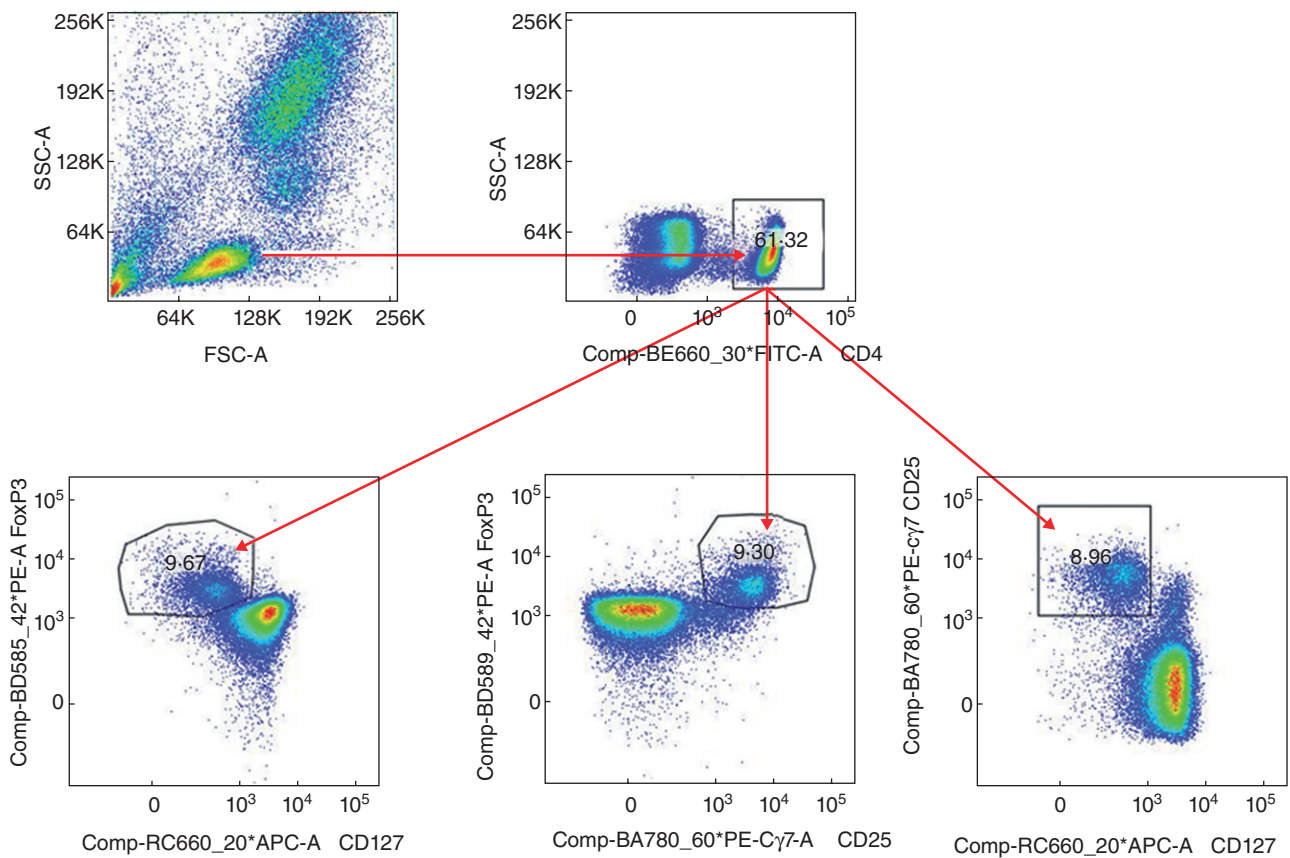 256K
192K
128K
64K
SSC-A
64K
128K
192K
256K
FSC-A
256K
192K
128K
64K
SSC-A
61·32
0
10³
10⁴
10⁵
Comp-BE660_30*FITC-A CD4
Comp-BD585_42*PE-A FoxP3
10⁵
10⁴
10³
0
9·67
0
10³
10⁴
10⁵
Comp-RC660_20*APC-A CD127
Comp-BD589_42*PE-A FoxP3
10⁵
10⁴
10³
0
9·30
0
10³
10⁴
10⁵
Comp-BA780_60*PE-Cγ7-A CD25
Comp-BA780_60*PE-cγ7 CD25
10⁵
10⁴
10³
0
8·96
0
10³
10⁴
10⁵
Comp-RC660_20*APC-A CD127